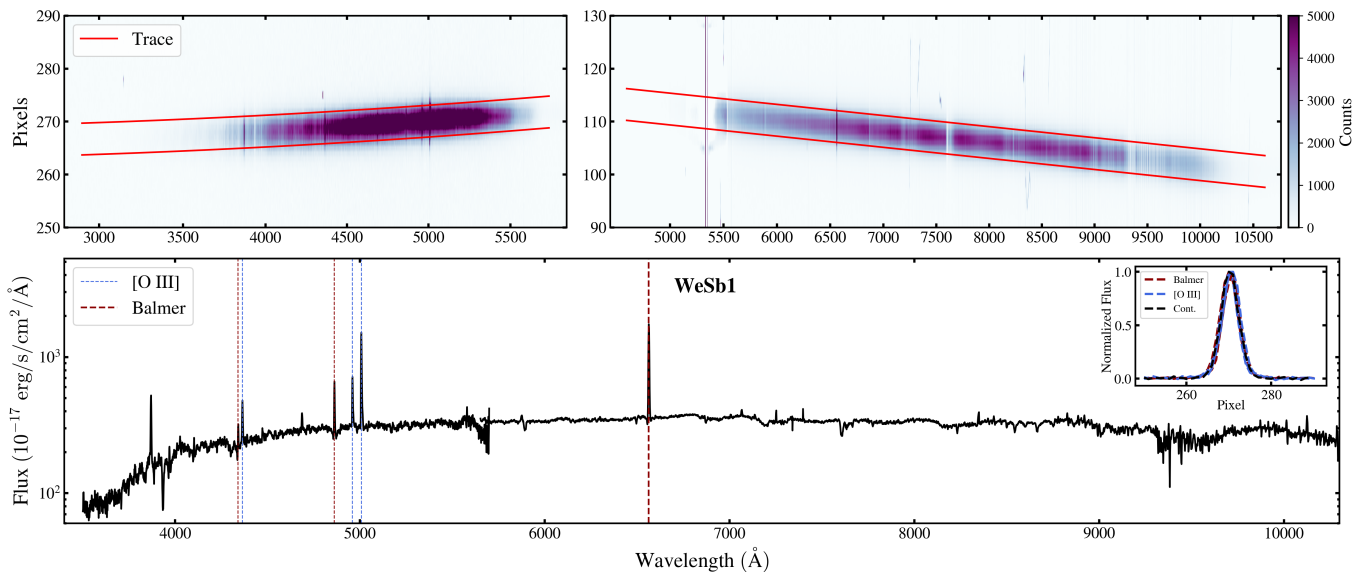 290
280
270
260
250
Pixels
Trace
3000 3500 4000 4500 5000 5500
130
120
110
100
90
5000 5500 6000 6500 7000 7500 8000 8500 9000 9500 10000 10500
5000
4000
3000
2000
1000
0
Counts
Flux (10⁻¹⁷ erg/s/cm²/Å)
10³
10²
[O III]
Balmer
WeSb1
Normalized Flux
1.0
0.5
0.0
Balmer
[O III]
Cont.
260 280
Pixel
4000 5000 6000 7000 8000 9000 10000
Wavelength (Å)